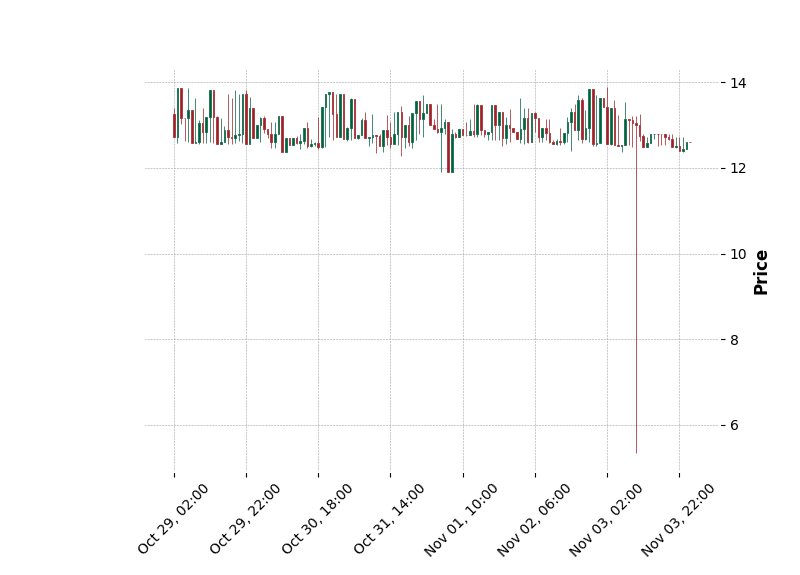 14
12
10
8
6
Price
Oct 29, 02:00
Oct 29, 22:00
Oct 30, 18:00
Oct 31, 14:00
Nov 01, 10:00
Nov 02, 06:00
Nov 03, 02:00
Nov 03, 22:00